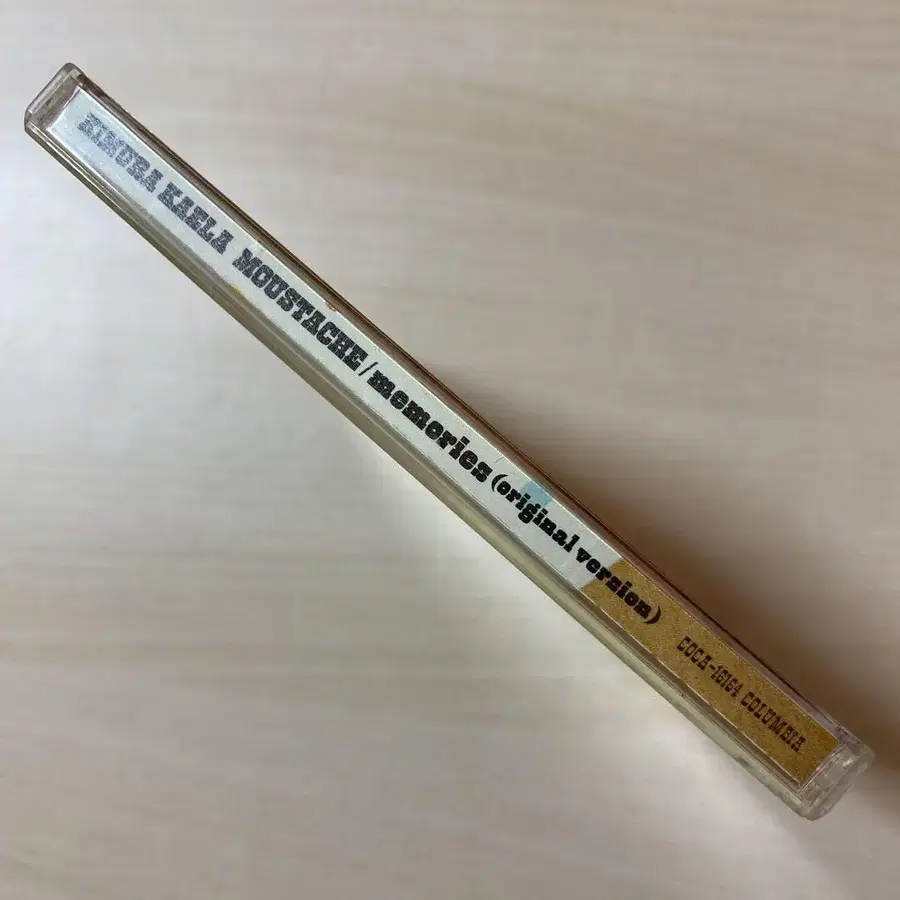 KIMURA KAELA MOUSTACHE/memories (original version) COCA-16164 COLUMBIA